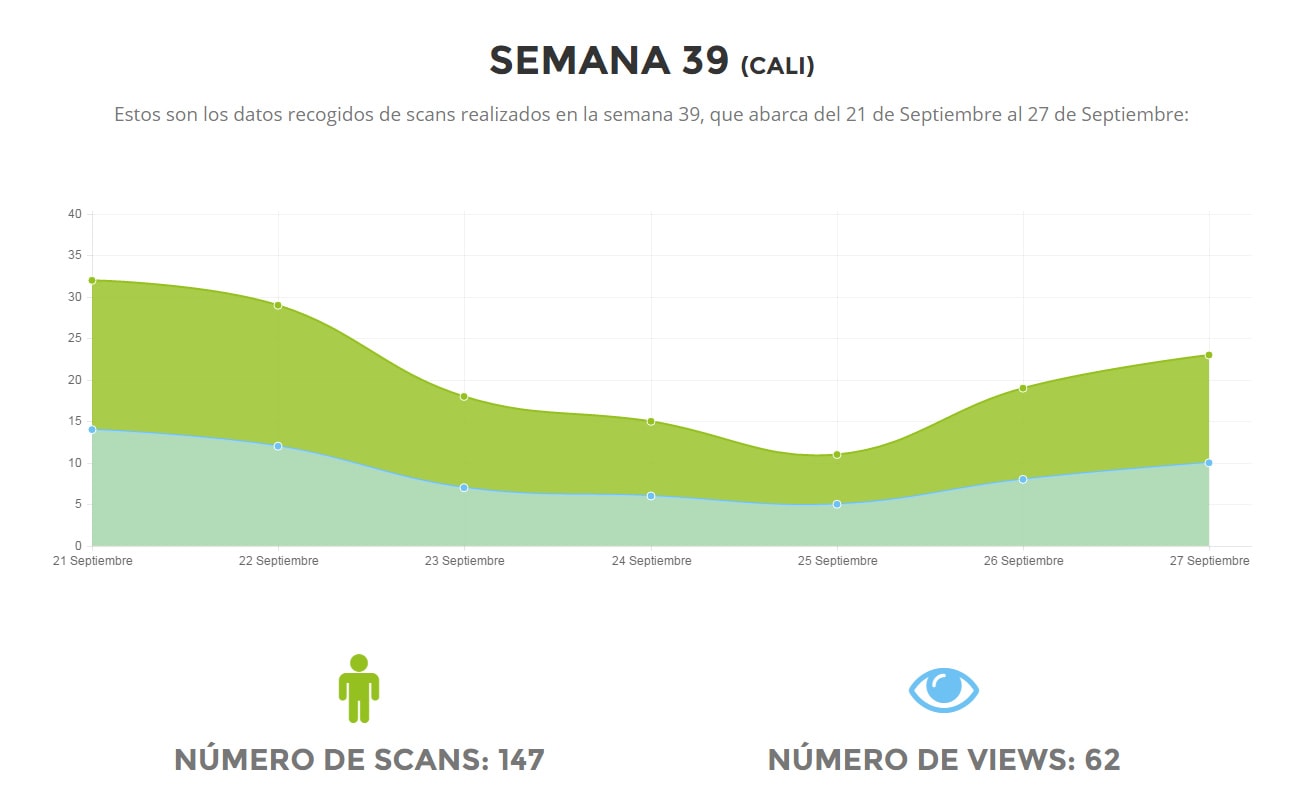 SEMANA 39 (CALI)
Estos son los datos recogidos de scans realizados en la semana 39, que abarca del 21 de Septiembre al 27 de Septiembre:
40
35
30
25
20
15
10
5
0
21 Septiembre 22 Septiembre 23 Septiembre 24 Septiembre 25 Septiembre 26 Septiembre 27 Septiembre
NÚMERO DE SCANS: 147 NÚMERO DE VIEWS: 62